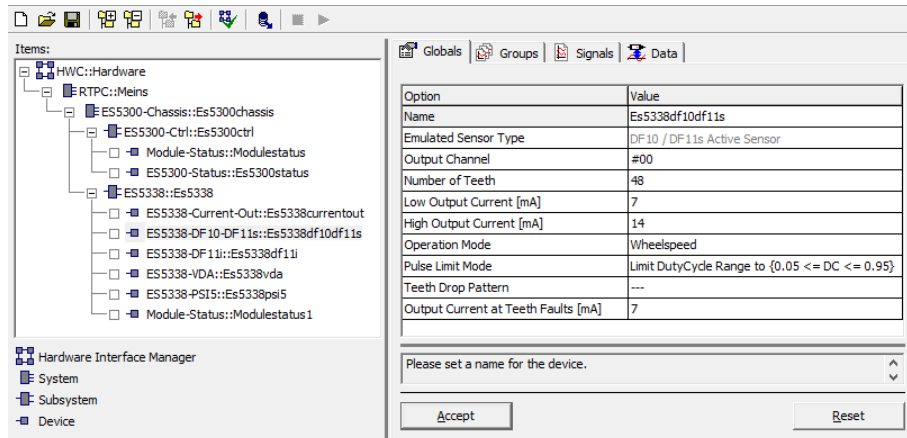 Items:
HWC::Hardware
RTPC::Meins
ES5300-Chassis::Es5300chassis
ES5300-Ctrl::Es5300ctrl
Module-Status::Modulestatus
ES5300-Status::Es5300status
ES5338::Es5338
ES5338-Current-Out::Es5338currentout
ES5338-DF10-DF11s::Es5338df10df11s
ES5338-DF11i::Es5338df11i
ES5338-VDA::Es5338vda
ES5338-PSI5::Es5338psi5
Module-Status::Modulestatus1
Hardware Interface Manager
System
Subsystem
Device
Globals Groups Signals Data
Option Value
Name Es5338df10df11s
Emulated Sensor Type DF10 / DF11s Active Sensor
Output Channel #00
Number of Teeth 48
Low Output Current [mA] 7
High Output Current [mA] 14
Operation Mode Wheelspeed
Pulse Limit Mode Limit DutyCycle Range to {0.05 <= DC <= 0.95}
Teeth Drop Pattern ---
Output Current at Teeth Faults [mA] 7
Please set a name for the device.
Accept Reset